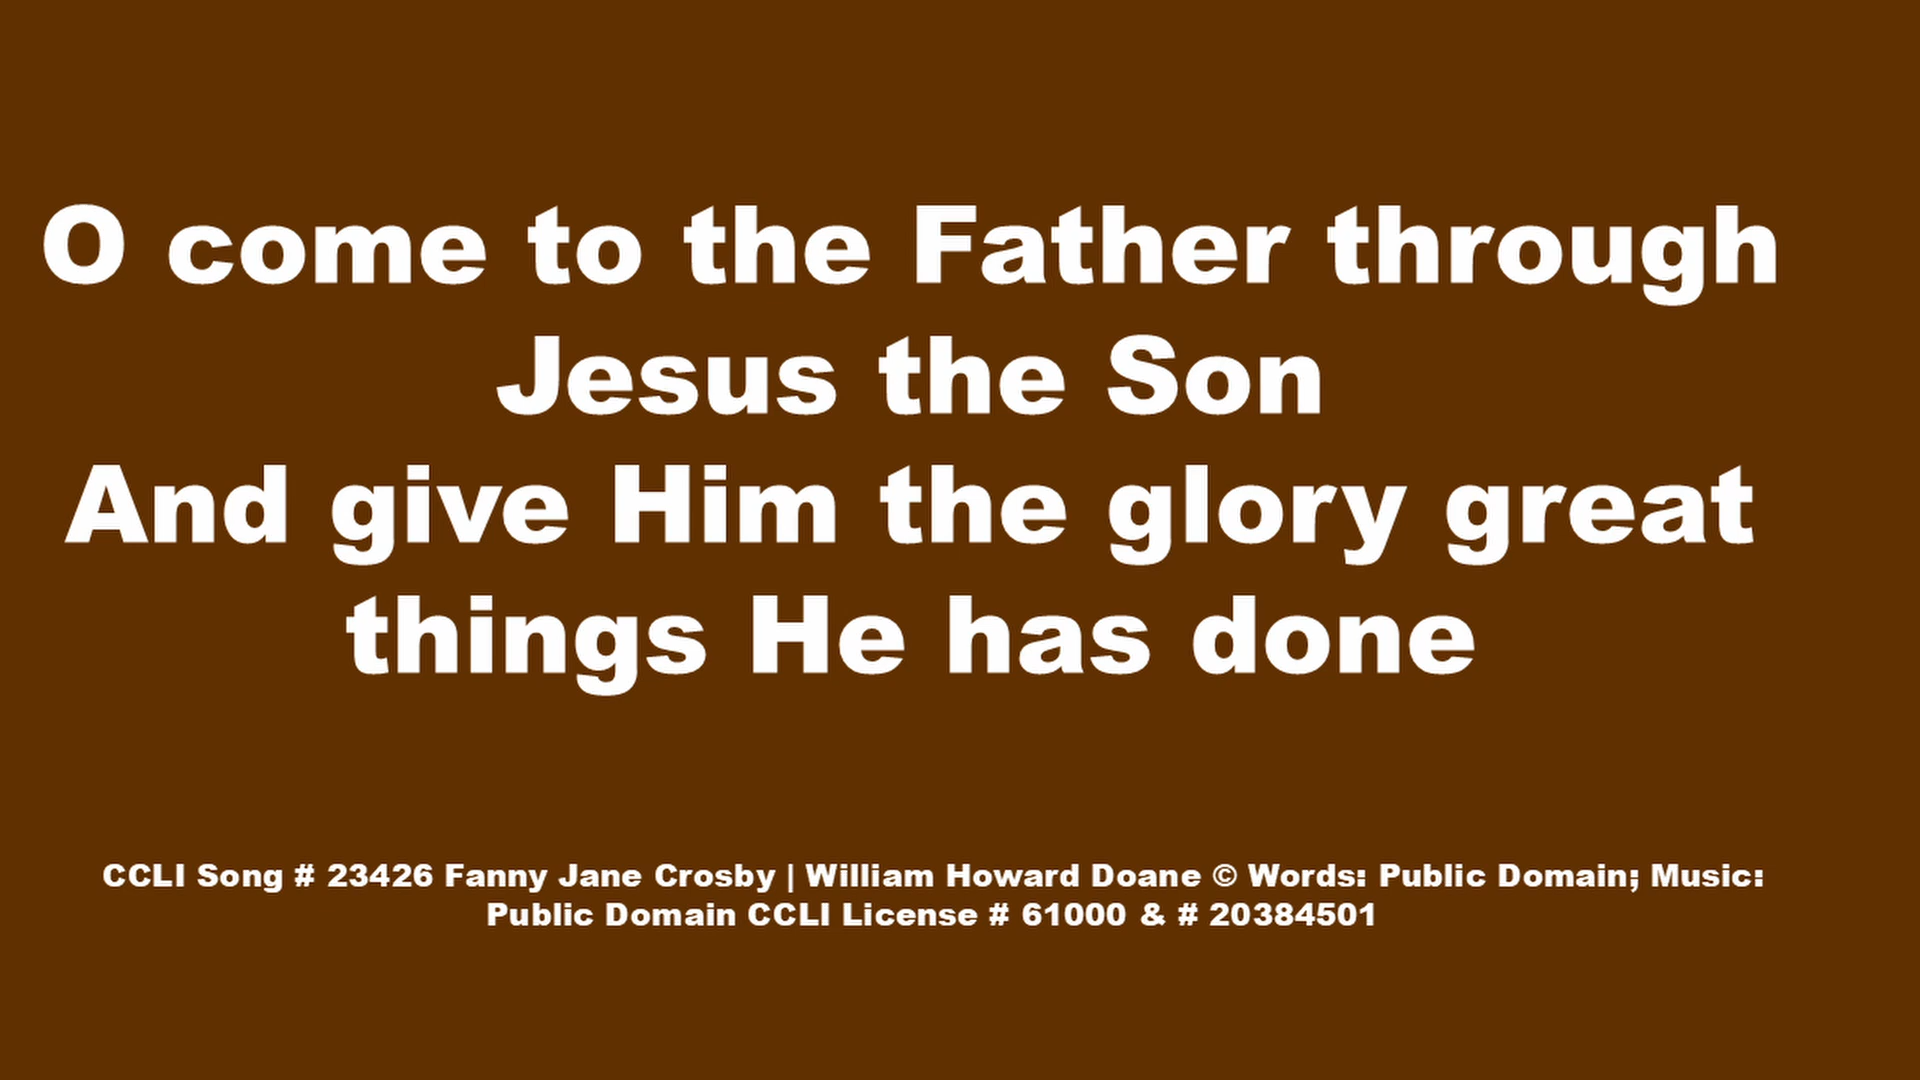 O come to the Father through
Jesus the Son
And give Him the glory great
things He has done
CCLI Song # 23426 Fanny Jane Crosby | William Howard Doane © Words: Public Domain; Music:
Public Domain CCLI License # 61000 & # 20384501